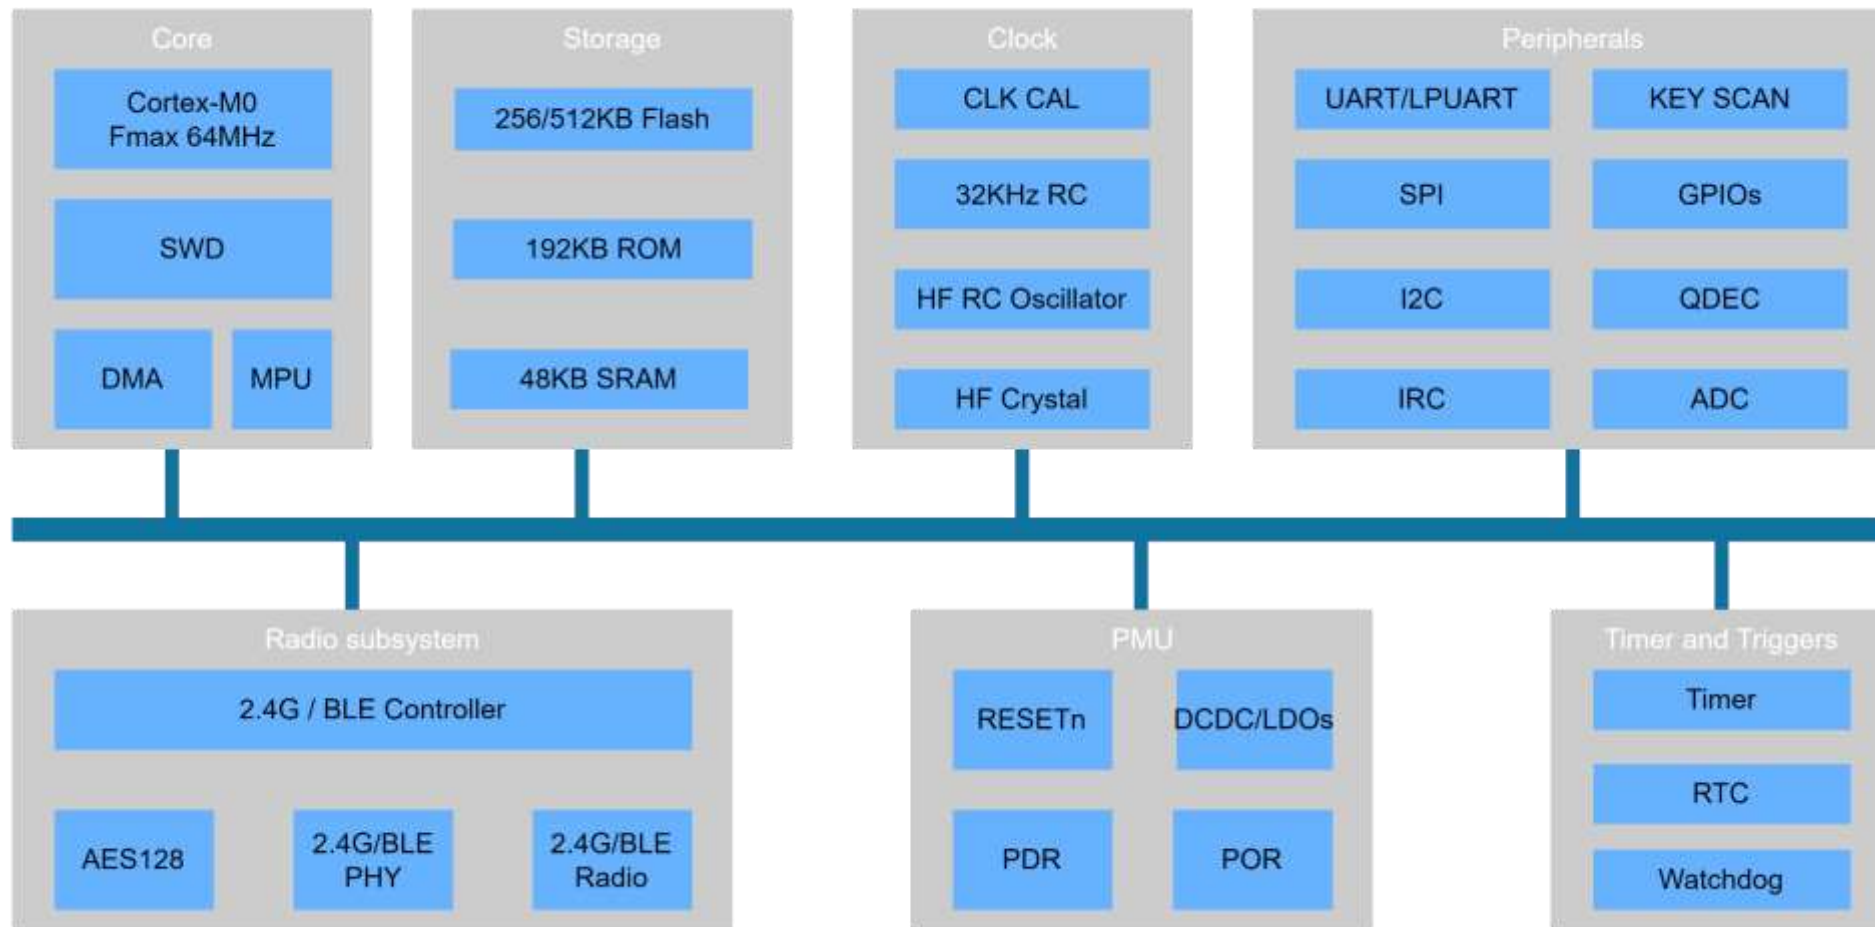 Core
Cortex-M0
Fmax 64MHz
SWD
DMA
MPU
Storage
256/512KB Flash
192KB ROM
48KB SRAM
Clock
CLK CAL
32KHz RC
HF RC Oscillator
HF Crystal
Peripherals
UART/LPUART
KEY SCAN
SPI
GPIOs
I2C
QDEC
IRC
ADC
Radio subsystem
2.4G / BLE Controller
AES128
2.4G/BLE
PHY
2.4G/BLE
Radio
PMU
RESETn
DCDC/LDOs
PDR
POR
Timer and Triggers
Timer
RTC
Watchdog